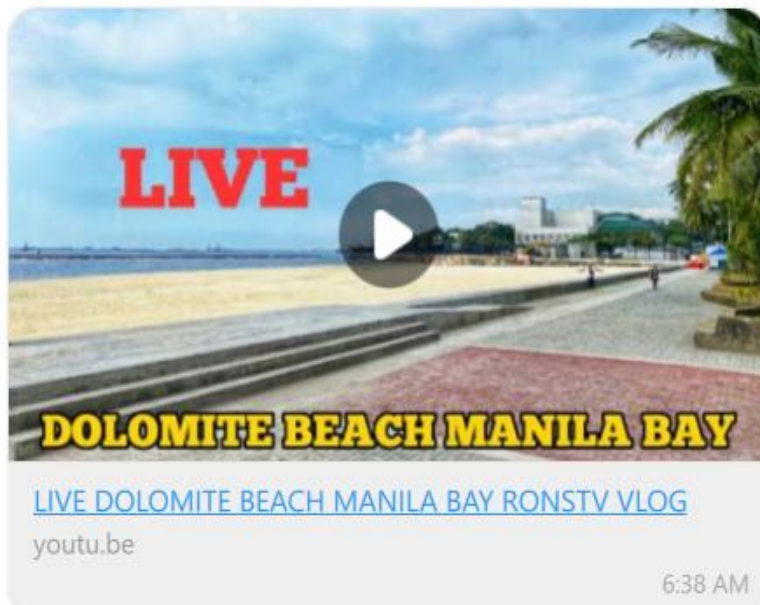 LIVE
DOLOMITE BEACH MANILA BAY
LIVE DOLOMITE BEACH MANILA BAY RONSTV VLOG
youtu.be
6:38 AM